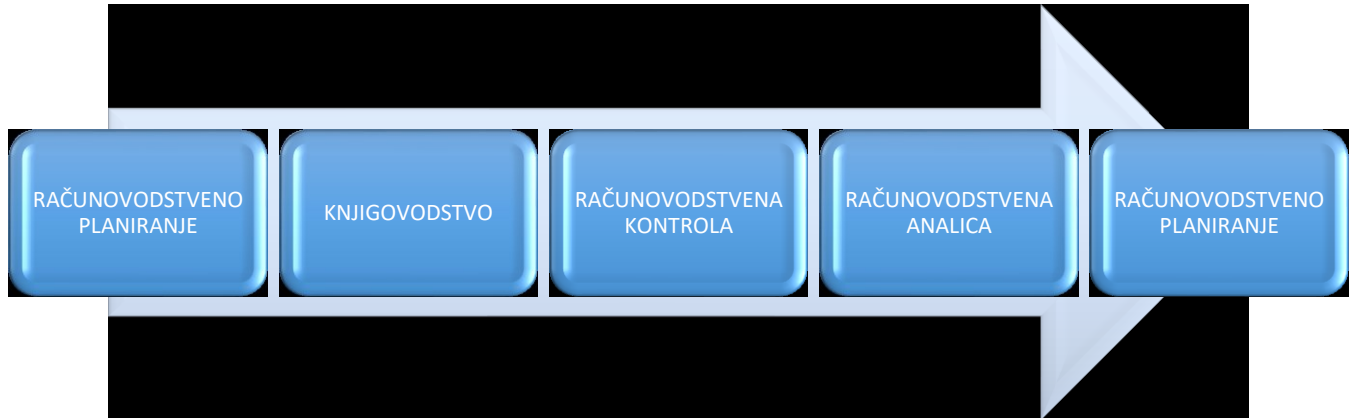 RAČUNOVODSTVENO
PLANIRANJE
KNJIGOVODSTVO
RAČUNOVODSTVENA
KONTROLA
RAČUNOVODSTVENA
ANALICA
RAČUNOVODSTVENO
PLANIRANJE